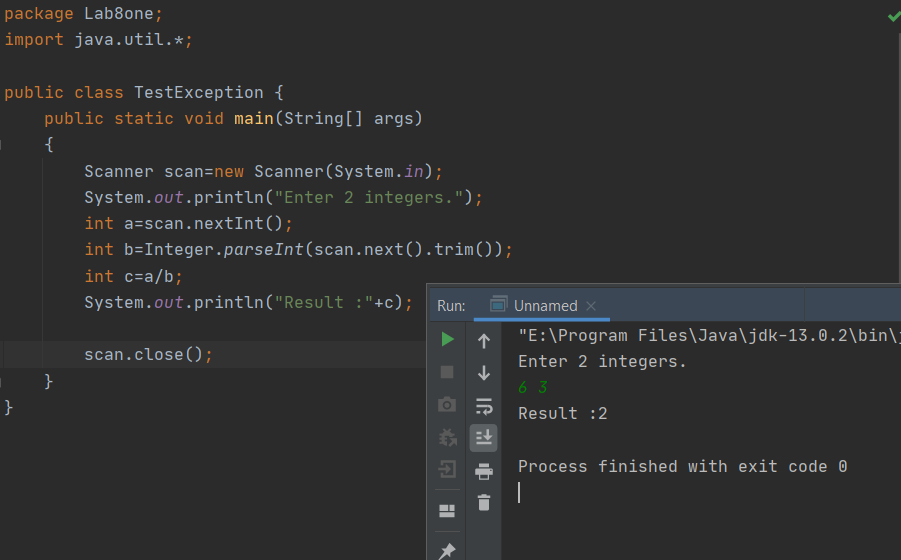 package Lab8one;
import java.util.*;
public class TestException {
public static void main(String[] args)
{
Scanner scan=new Scanner(System.in);
System.out.println("Enter 2 integers.");
int a=scan.nextInt();
int b=Integer.parseInt(scan.next().trim());
int c=a/b;
System.out.println("Result :"+c);
scan.close();
}
}
Run: Unnamed ×
"E:\Program Files\Java\jdk-13.0.2\bin\
Enter 2 integers.
6 3
Result :2
Process finished with exit code 0